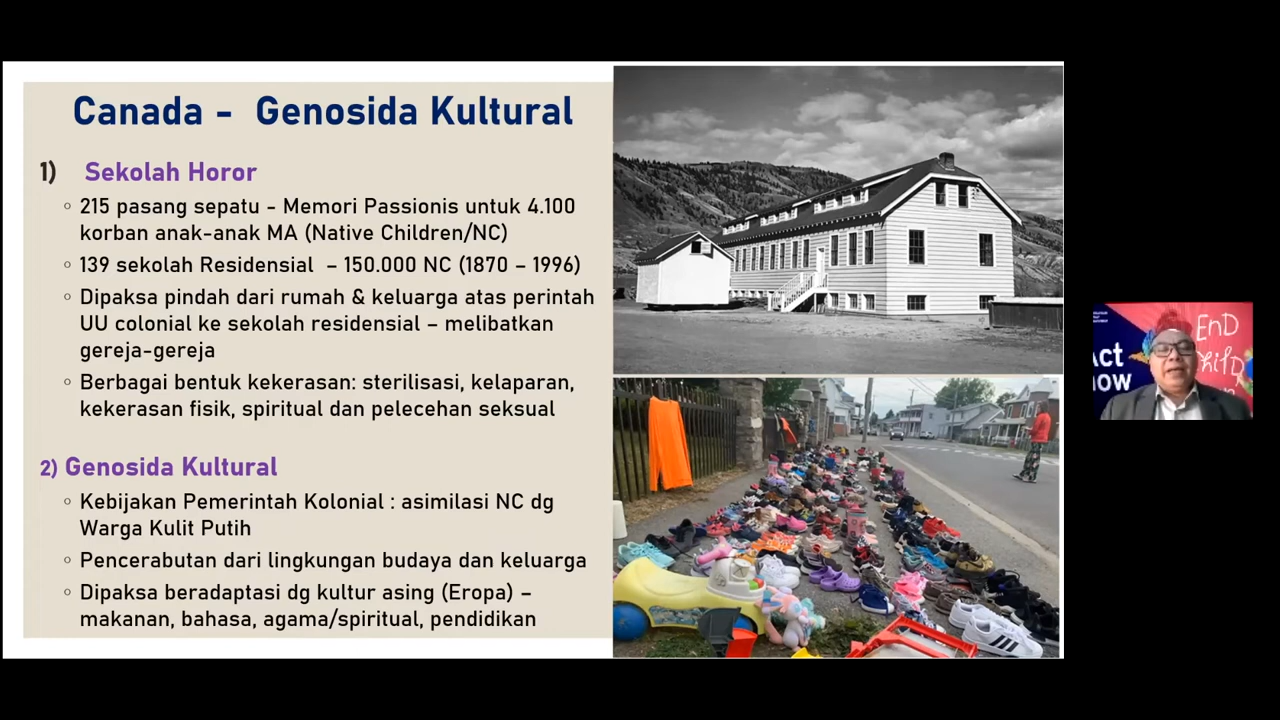 Canada - Genosida Kultural
1) Sekolah Horor
◦ 215 pasang sepatu - Memori Passionis untuk 4.100
korban anak-anak MA (Native Children/NC)
◦ 139 sekolah Residensial – 150.000 NC (1870 – 1996)
◦ Dipaksa pindah dari rumah & keluarga atas perintah
UU colonial ke sekolah residensial – melibatkan
gereja-gereja
◦ Berbagai bentuk kekerasan: sterilisasi, kelaparan,
kekerasan fisik, spiritual dan pelecehan seksual
2) Genosida Kultural
◦ Kebijakan Pemerintah Kolonial : asimilasi NC dg
Warga Kulit Putih
◦ Pencerabutan dari lingkungan budaya dan keluarga
◦ Dipaksa beradaptasi dg kultur asing (Eropa) –
makanan, bahasa, agama/spiritual, pendidikan
EnD
ChilD
Act
now